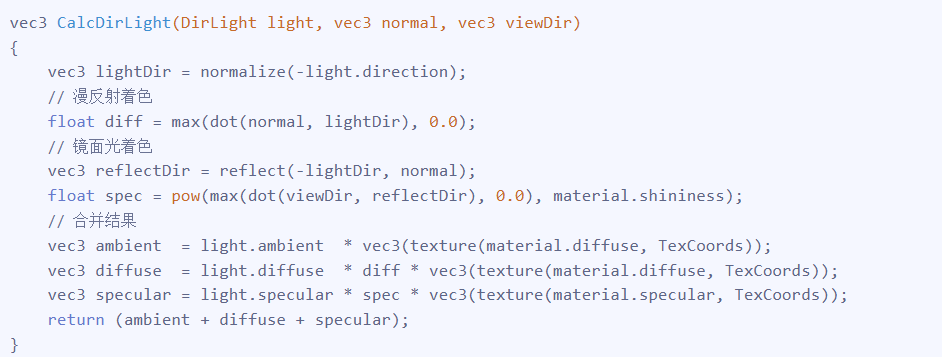 vec3 CalcDirLight(DirLight light, vec3 normal, vec3 viewDir)
{
    vec3 lightDir = normalize(-light.direction);
    // 漫反射着色
    float diff = max(dot(normal, lightDir), 0.0);
    // 镜面光着色
    vec3 reflectDir = reflect(-lightDir, normal);
    float spec = pow(max(dot(viewDir, reflectDir), 0.0), material.shininess);
    // 合并结果
    vec3 ambient  = light.ambient  * vec3(texture(material.diffuse, TexCoords));
    vec3 diffuse  = light.diffuse  * diff * vec3(texture(material.diffuse, TexCoords));
    vec3 specular = light.specular * spec * vec3(texture(material.specular, TexCoords));
    return (ambient + diffuse + specular);
}